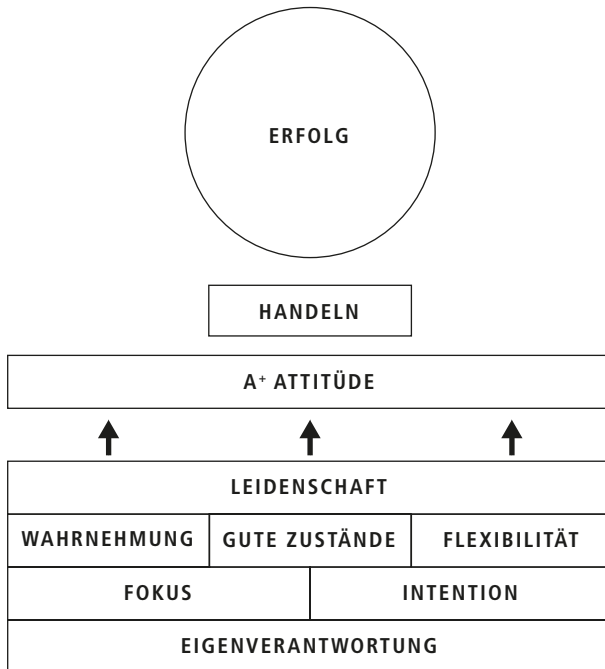 ERFOLG
HANDELN
A⁺ ATTITÜDE
LEIDENSCHAFT
WAHRNEHMUNG GUTE ZUSTÄNDE FLEXIBILITÄT
FOKUS INTENTION
EIGENVERANTWORTUNG